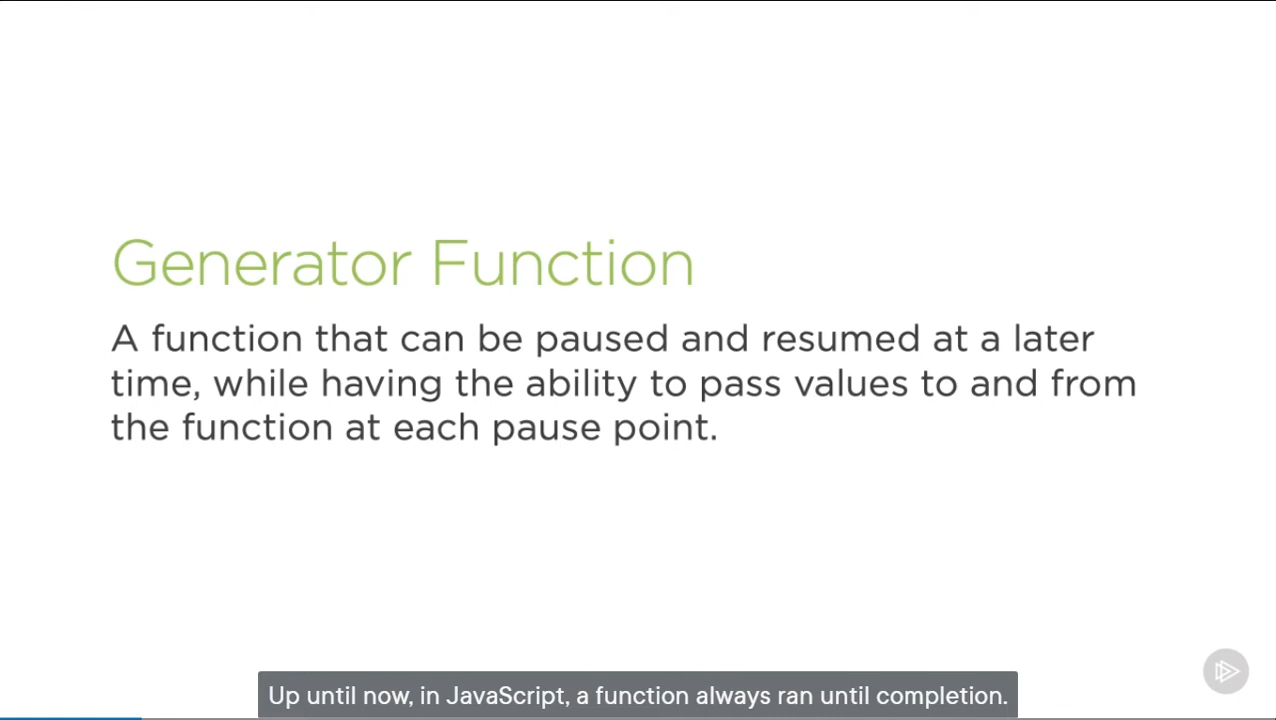 Generator Function
A function that can be paused and resumed at a later
time, while having the ability to pass values to and from
the function at each pause point.
Up until now, in JavaScript, a function always ran until completion.